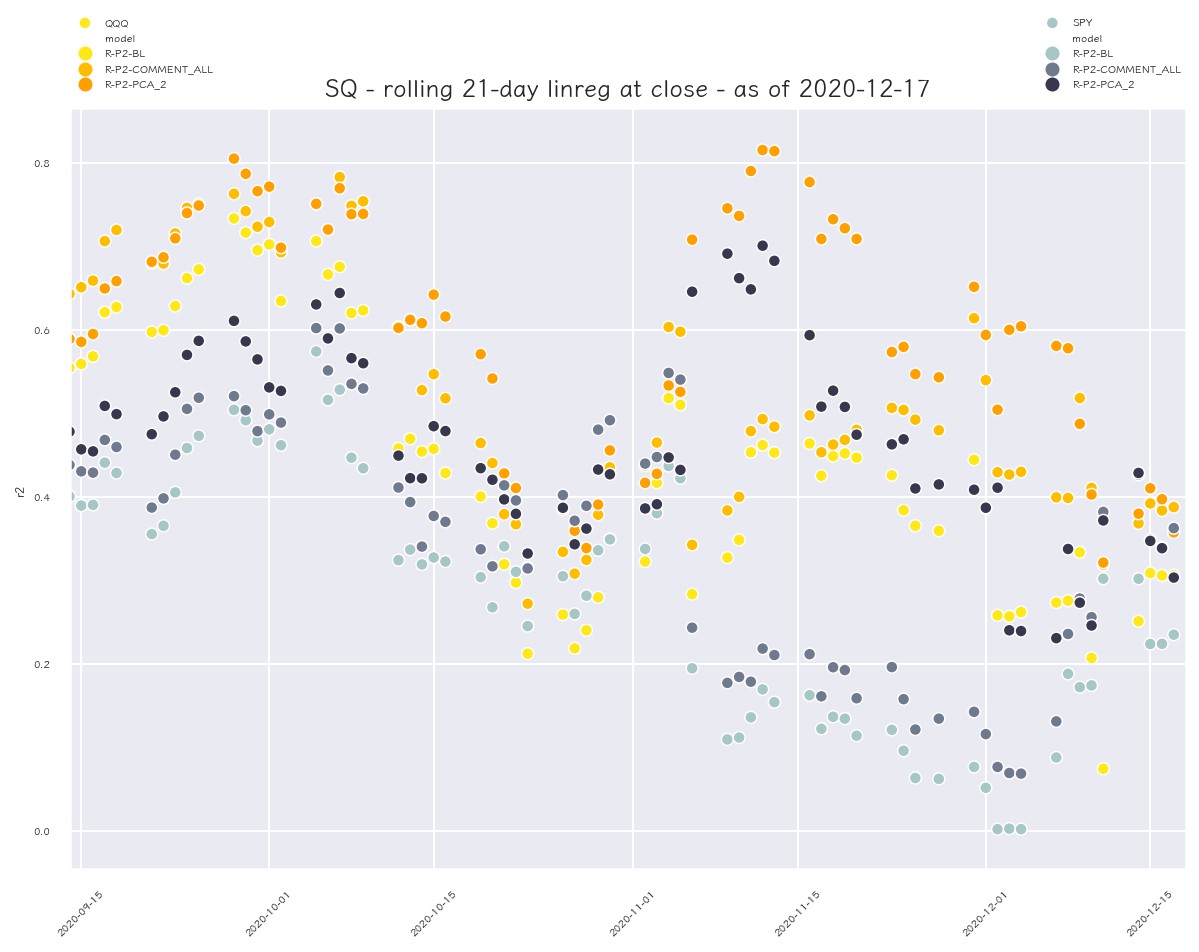 QQQ
model
R-P2-BL
R-P2-COMMENT_ALL
R-P2-PCA_2
SPY
model
R-P2-BL
R-P2-COMMENT_ALL
R-P2-PCA_2
SQ - rolling 21-day linreg at close - as of 2020-12-17
0.8
0.6
0.4
0.2
0.0
r2
2020-09-15
2020-10-01
2020-10-15
2020-11-01
2020-11-15
2020-12-01
2020-12-15